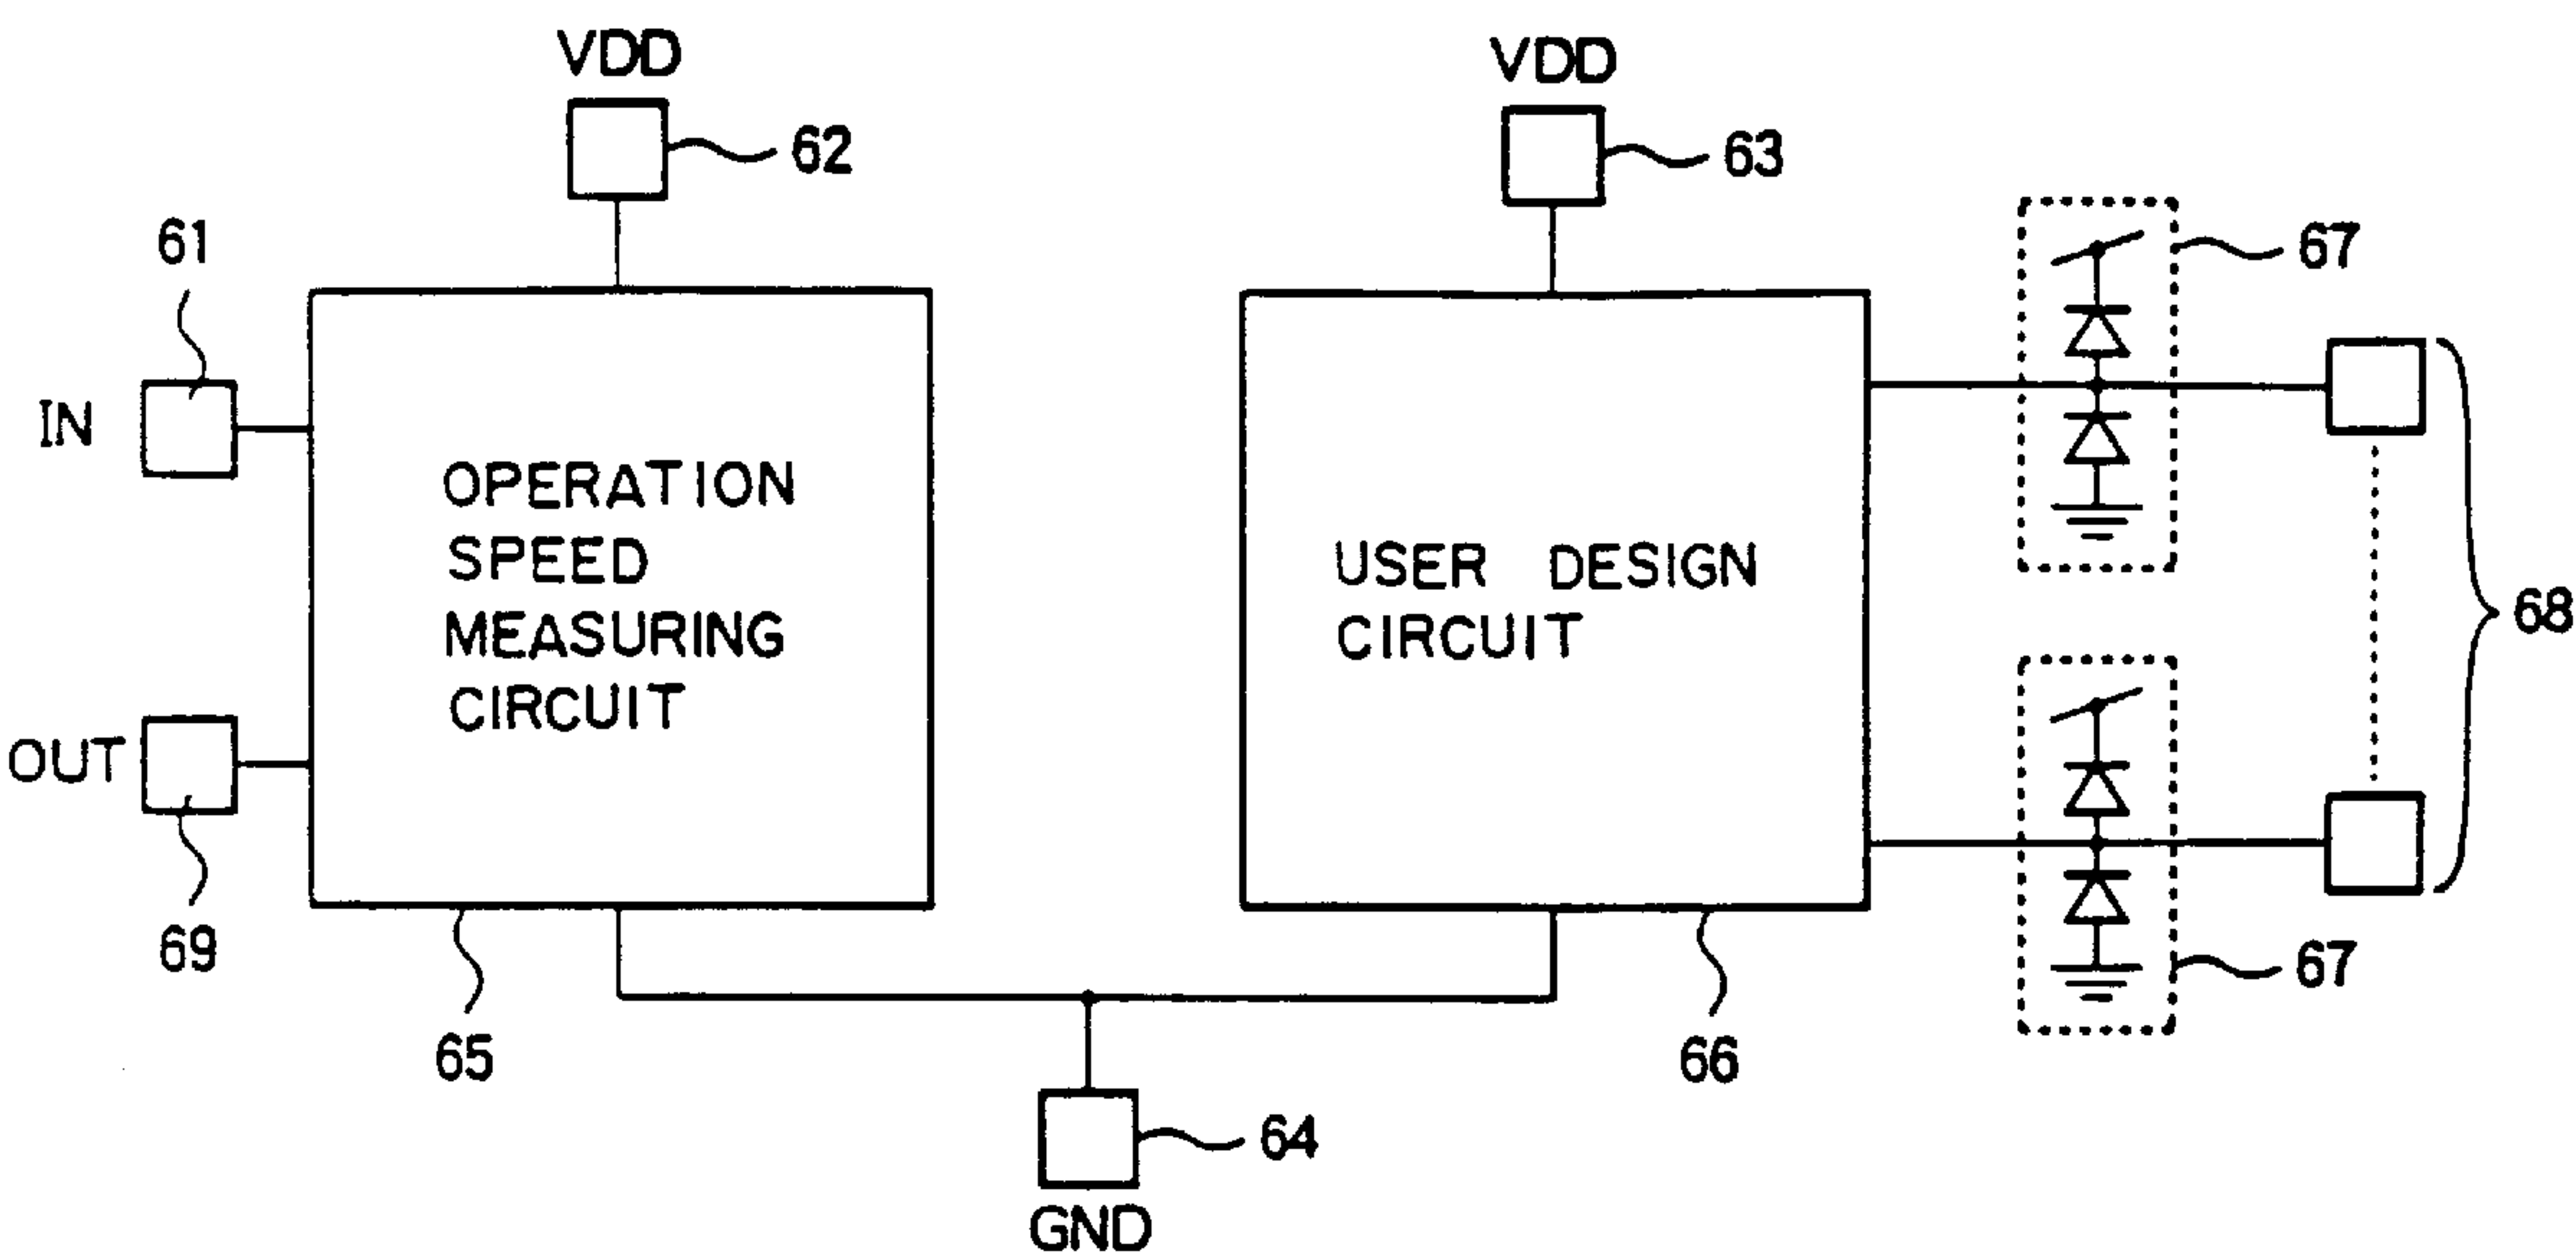 VDD
62
VDD
63
61
67
IN
OPERATION
SPEED
MEASURING
CIRCUIT
USER DESIGN
CIRCUIT
68
OUT
69
65
66
67
64
GND